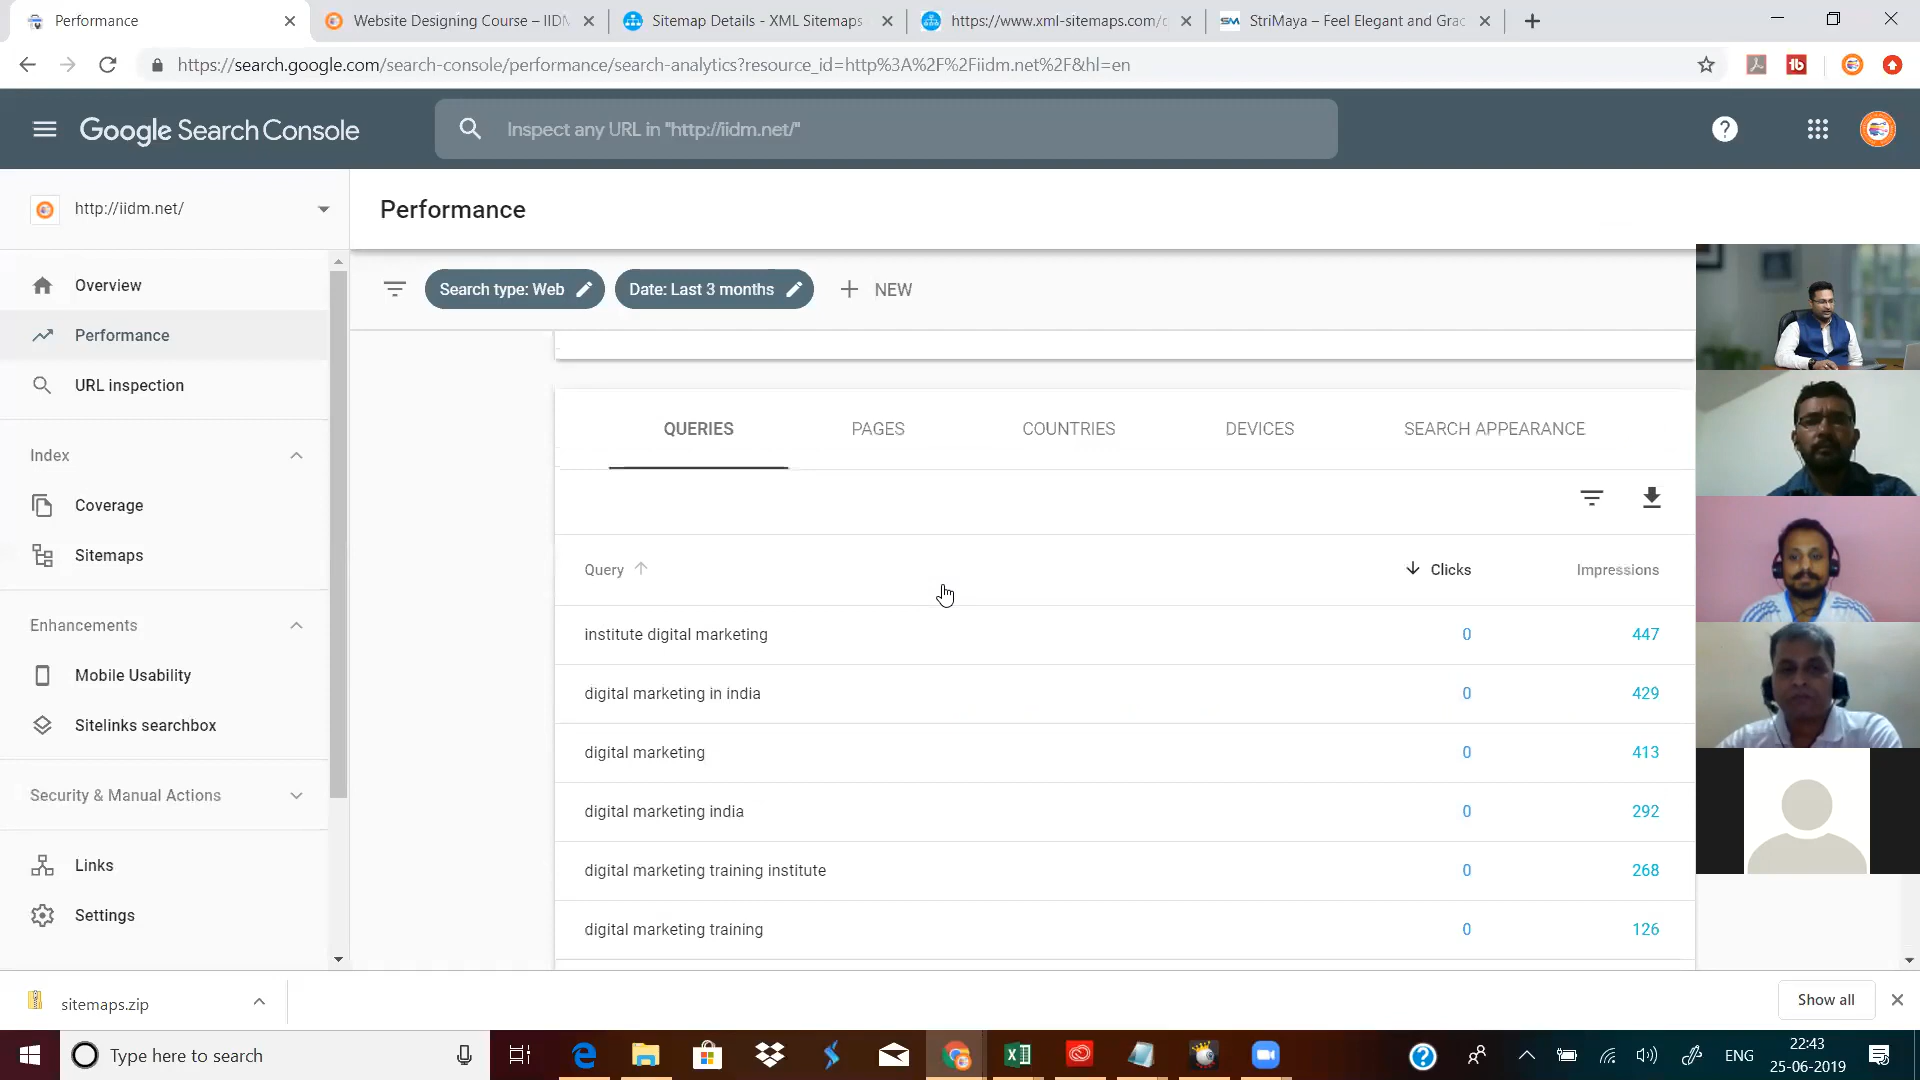 Performance
Website Designing Course – IIDM
Sitemap Details - XML Sitemaps
https://www.xml-sitemaps.com/d
SM StriMaya – Feel Elegant and Grac
https://search.google.com/search-console/performance/search-analytics?resource_id=http%3A%2F%2Fiidm.net%2F&hl=en
Google Search Console
Inspect any URL in "http://iidm.net/"
http://iidm.net/
Performance
Search type: Web
Date: Last 3 months
NEW
Overview
Performance
URL inspection
Index
Coverage
Sitemaps
Enhancements
Mobile Usability
Sitelinks searchbox
Security & Manual Actions
Links
Settings
QUERIES PAGES COUNTRIES DEVICES SEARCH APPEARANCE
Query Clicks Impressions
institute digital marketing 0 447
digital marketing in india 0 429
digital marketing 0 413
digital marketing india 0 292
digital marketing training institute 0 268
digital marketing training 0 126
sitemaps.zip
Show all
Type here to search
ENG
22:43
25-06-2019